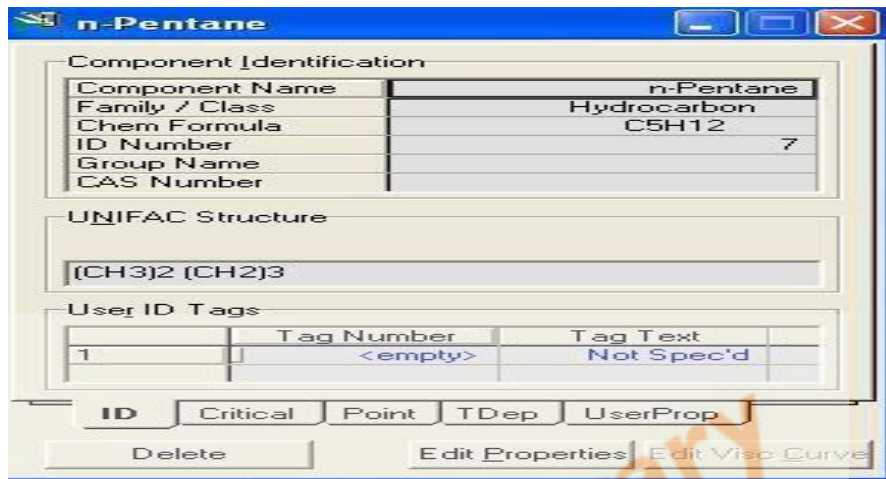 n-Pentane
Component Identification
Component Name n-Pentane
Family / Class Hydrocarbon
Chem Formula C5H12
ID Number 7
Group Name
CAS Number
UNIFAC Structure
(CH3)2 (CH2)3
User ID Tags
Tag Number Tag Text
1 <empty> Not Spec'd
ID Critical Point TDep UserProp
Delete Edit Properties Edit Visc Curve